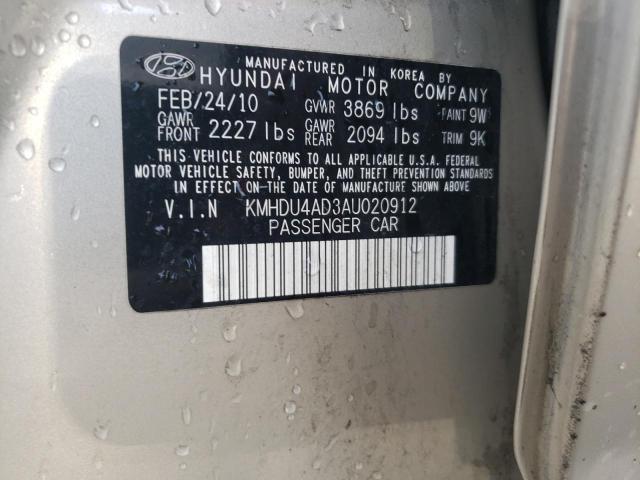 MANUFACTURED IN KOREA BY
HYUNDAI MOTOR COMPANY
FEB/24/10 GVWR 3869 lbs PAINT 9W
GAWR FRONT 2227 lbs GAWR REAR 2094 lbs TRIM 9K
THIS VEHICLE CONFORMS TO ALL APPLICABLE U.S.A. FEDERAL
MOTOR VEHICLE SAFETY, BUMPER, AND THEFT PREVENTION STANDARDS
IN EFFECT ON THE DATE OF MANUFACTURE SHOWN ABOVE
V.I.N KMHDU4AD3AU020912
PASSENGER CAR